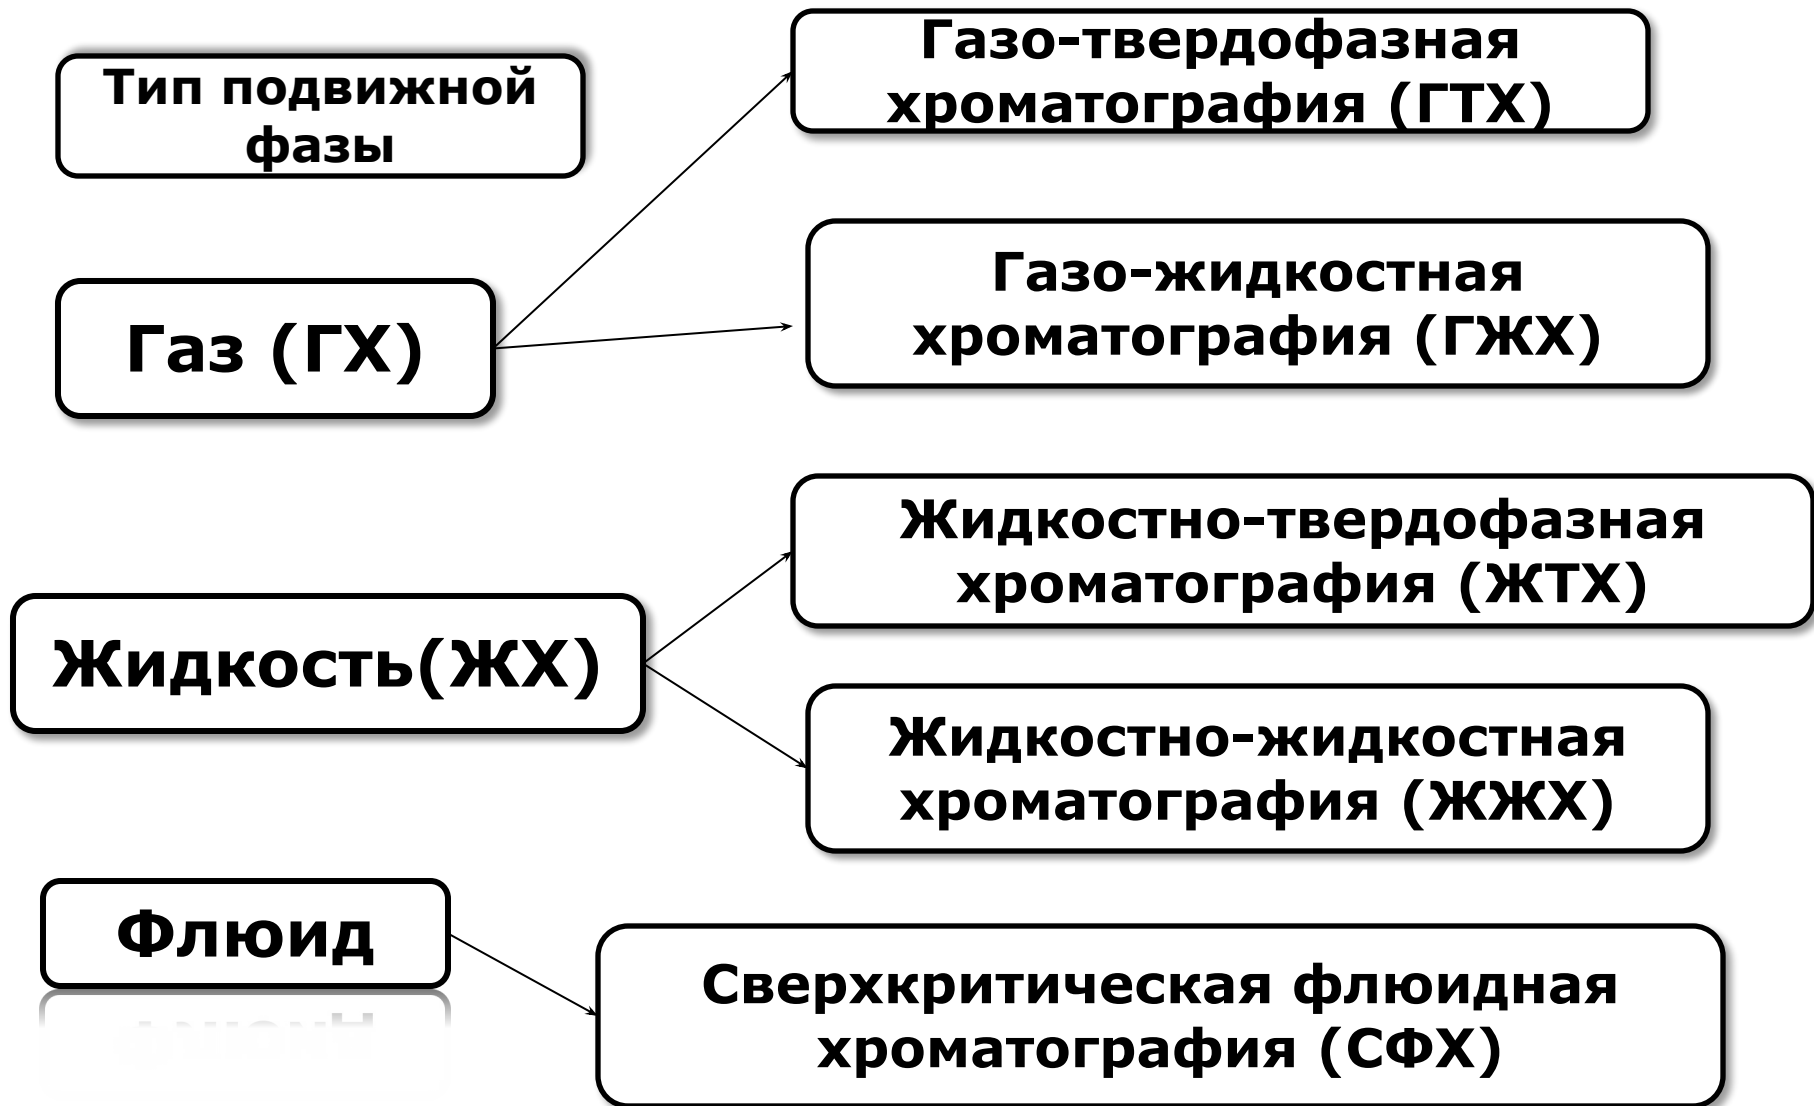 Тип подвижной
фазы
Газо-твердофазная
хроматография (ГТХ)
Газ (ГХ)
Газо-жидкостная
хроматография (ГЖХ)
Жидкость(ЖХ)
Жидкостно-твердофазная
хроматография (ЖТХ)
Жидкостно-жидкостная
хроматография (ЖЖХ)
Флюид
Сверхкритическая флюидная
хроматография (СФХ)